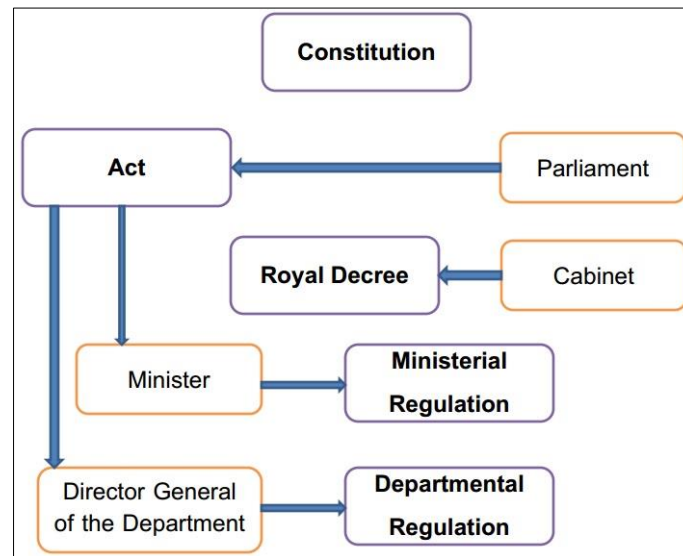 Constitution
Act
Parliament
Royal Decree
Cabinet
Minister
Ministerial
Regulation
Director General
of the Department
Departmental
Regulation